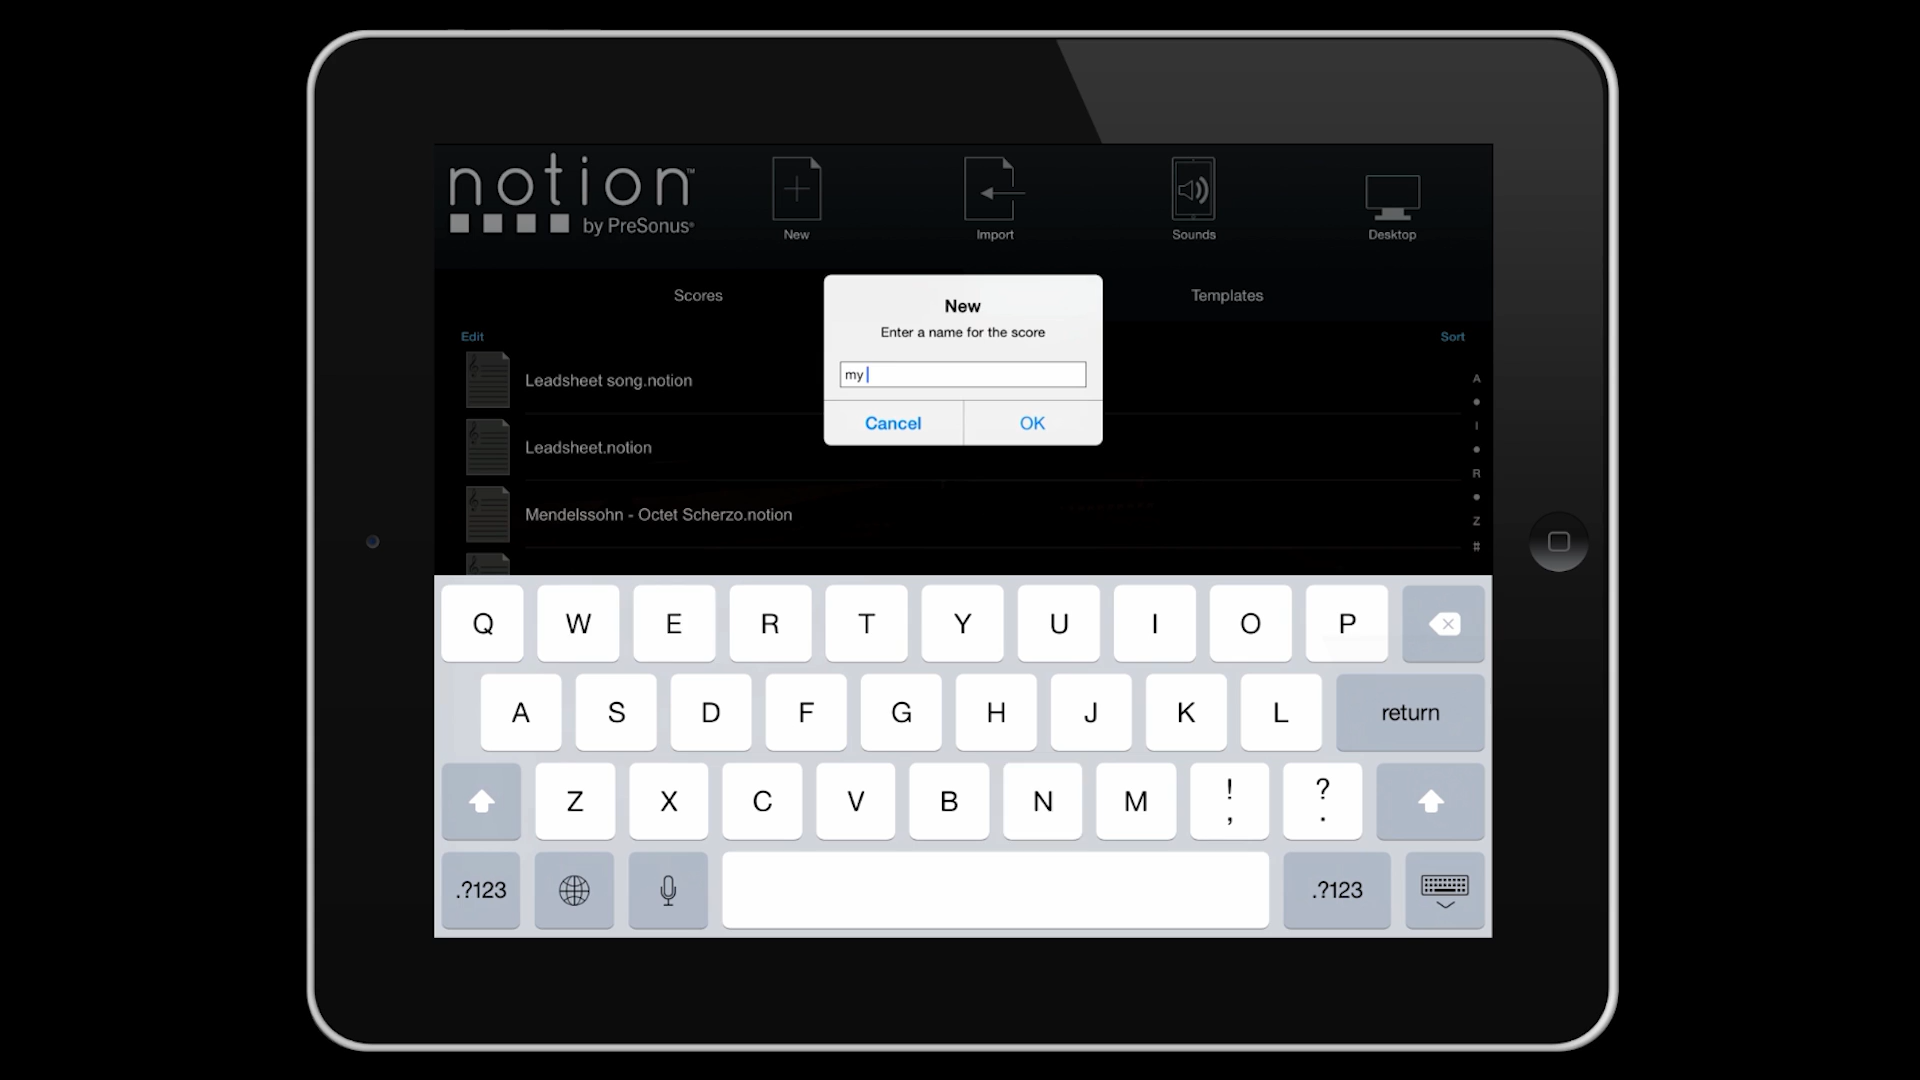 notion™
by PreSonus®
New
Import
Sounds
Desktop
Scores
Templates
New
Enter a name for the score
my
Cancel
OK
Edit
Sort
Leadsheet song.notion
Leadsheet.notion
Mendelssohn - Octet Scherzo.notion
A
I
R
Z
#
Q W E R T Y U I O P
A S D F G H J K L return
Z X C V B N M ! , ? .
.?123 .?123